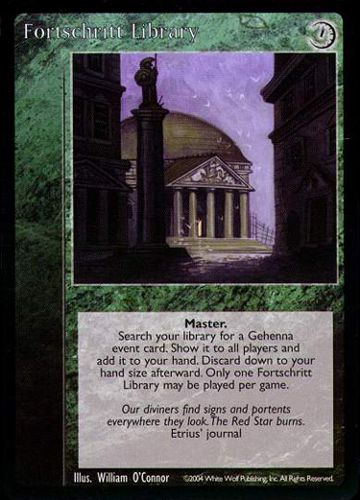 Fortschritt Library
Master.
Search your library for a Gehenna
event card. Show it to all players and
add it to your hand. Discard down to your
hand size afterward. Only one Fortschritt
Library may be played per game.
Our diviners find signs and portents
everywhere they look. The Red Star burns.
Etrius' journal
Illus. William O'Connor
©2004 White Wolf Publishing, Inc. All Rights Reserved.